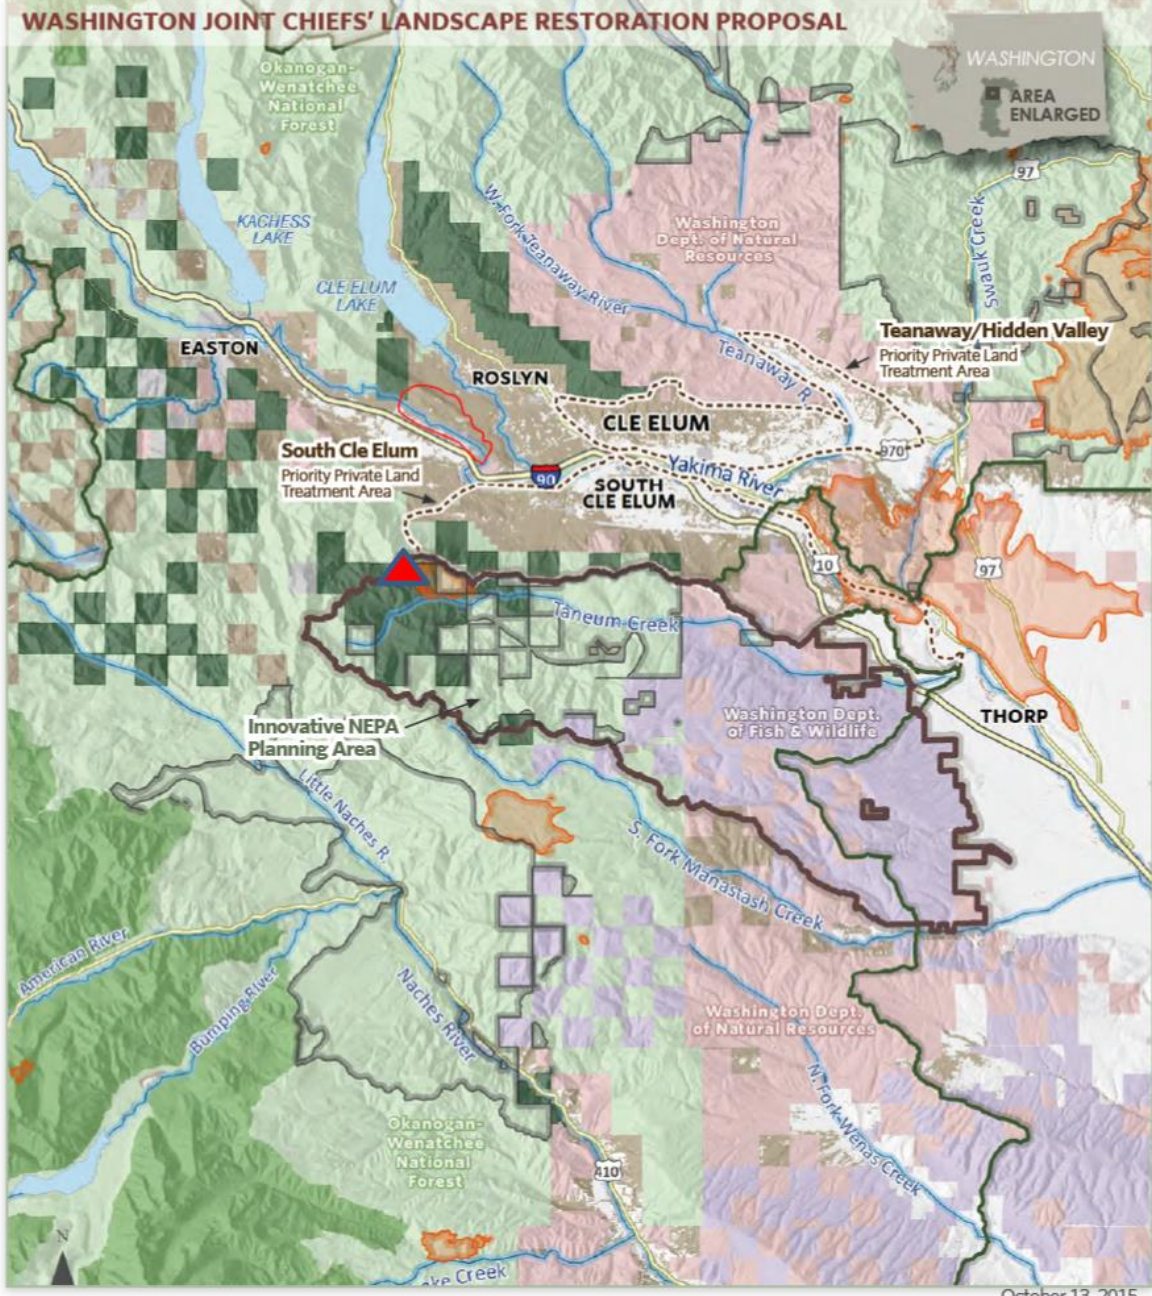 WASHINGTON JOINT CHIEFS' LANDSCAPE RESTORATION PROPOSAL
WASHINGTON
AREA
ENLARGED
Okanogan-
Wenatchee
National
Forest
97
KACHESS
LAKE
CLE ELUM
LAKE
W. Fork Teanaway River
Washington
Dept. of Natural
Resources
Swauk Creek
EASTON
ROSLYN
Teanaway R.
Teanaway/Hidden Valley
Priority Private Land
Treatment Area
CLE ELUM
970
South Cle Elum
Priority Private Land
Treatment Area
90
SOUTH
CLE ELUM
Yakima River
10
97
Taneum Creek
Innovative NEPA
Planning Area
Washington Dept.
of Fish & Wildlife
THORP
Little Naches R.
S. Fork Manastash Creek
American River
Bumping River
Naches River
Washington Dept.
of Natural Resources
N. Fork Wenas Creek
Okanogan-
Wenatchee
National
Forest
410
N
Creek
October 13, 2015